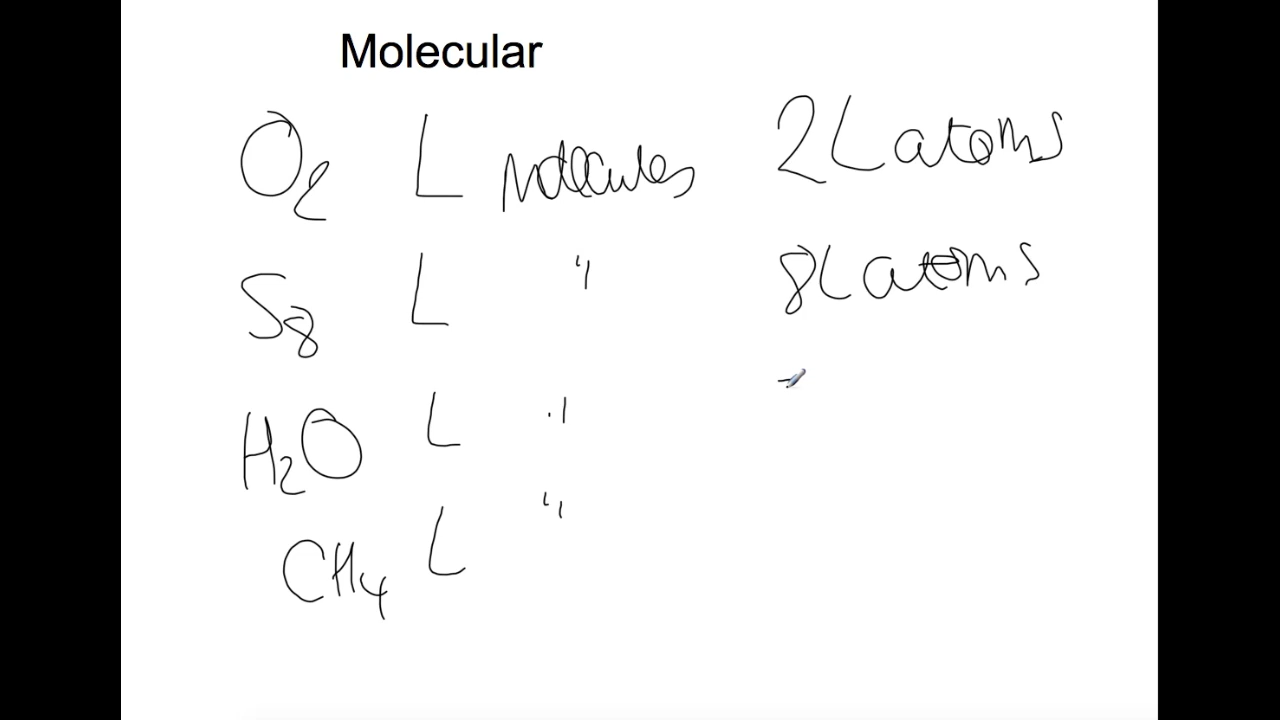 Molecular
O2 L molecules 2L atoms
S8 L " 8L atoms
H2O L "
CH4 L "